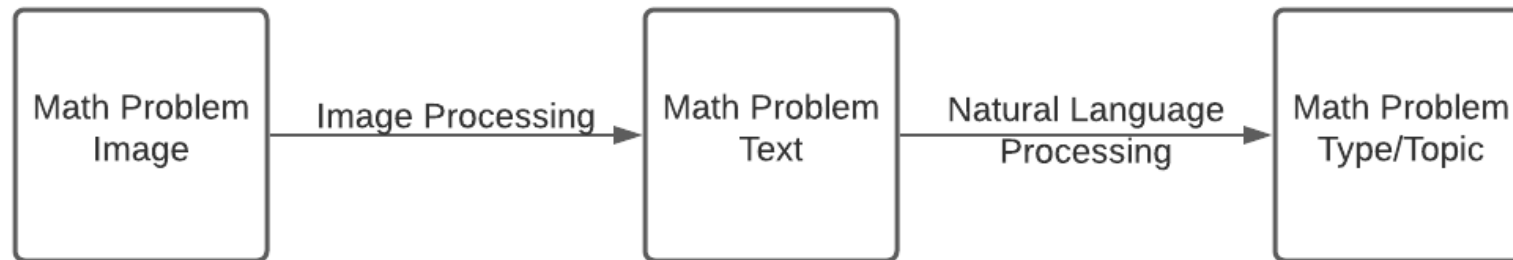 Math Problem
Image
Image Processing
Math Problem
Text
Natural Language
Processing
Math Problem
Type/Topic